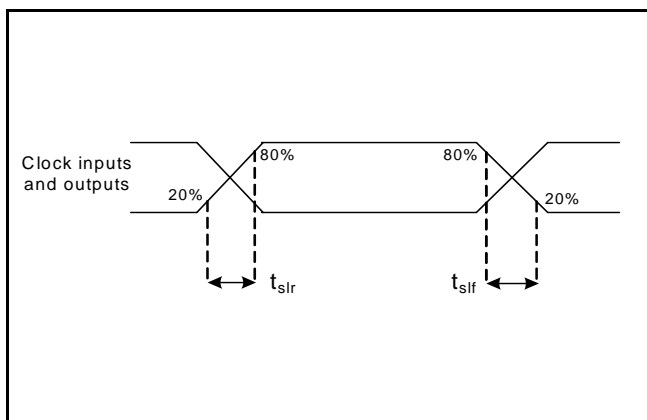 Clock inputs
and outputs
80%
80%
20%
20%
tslr
tslf